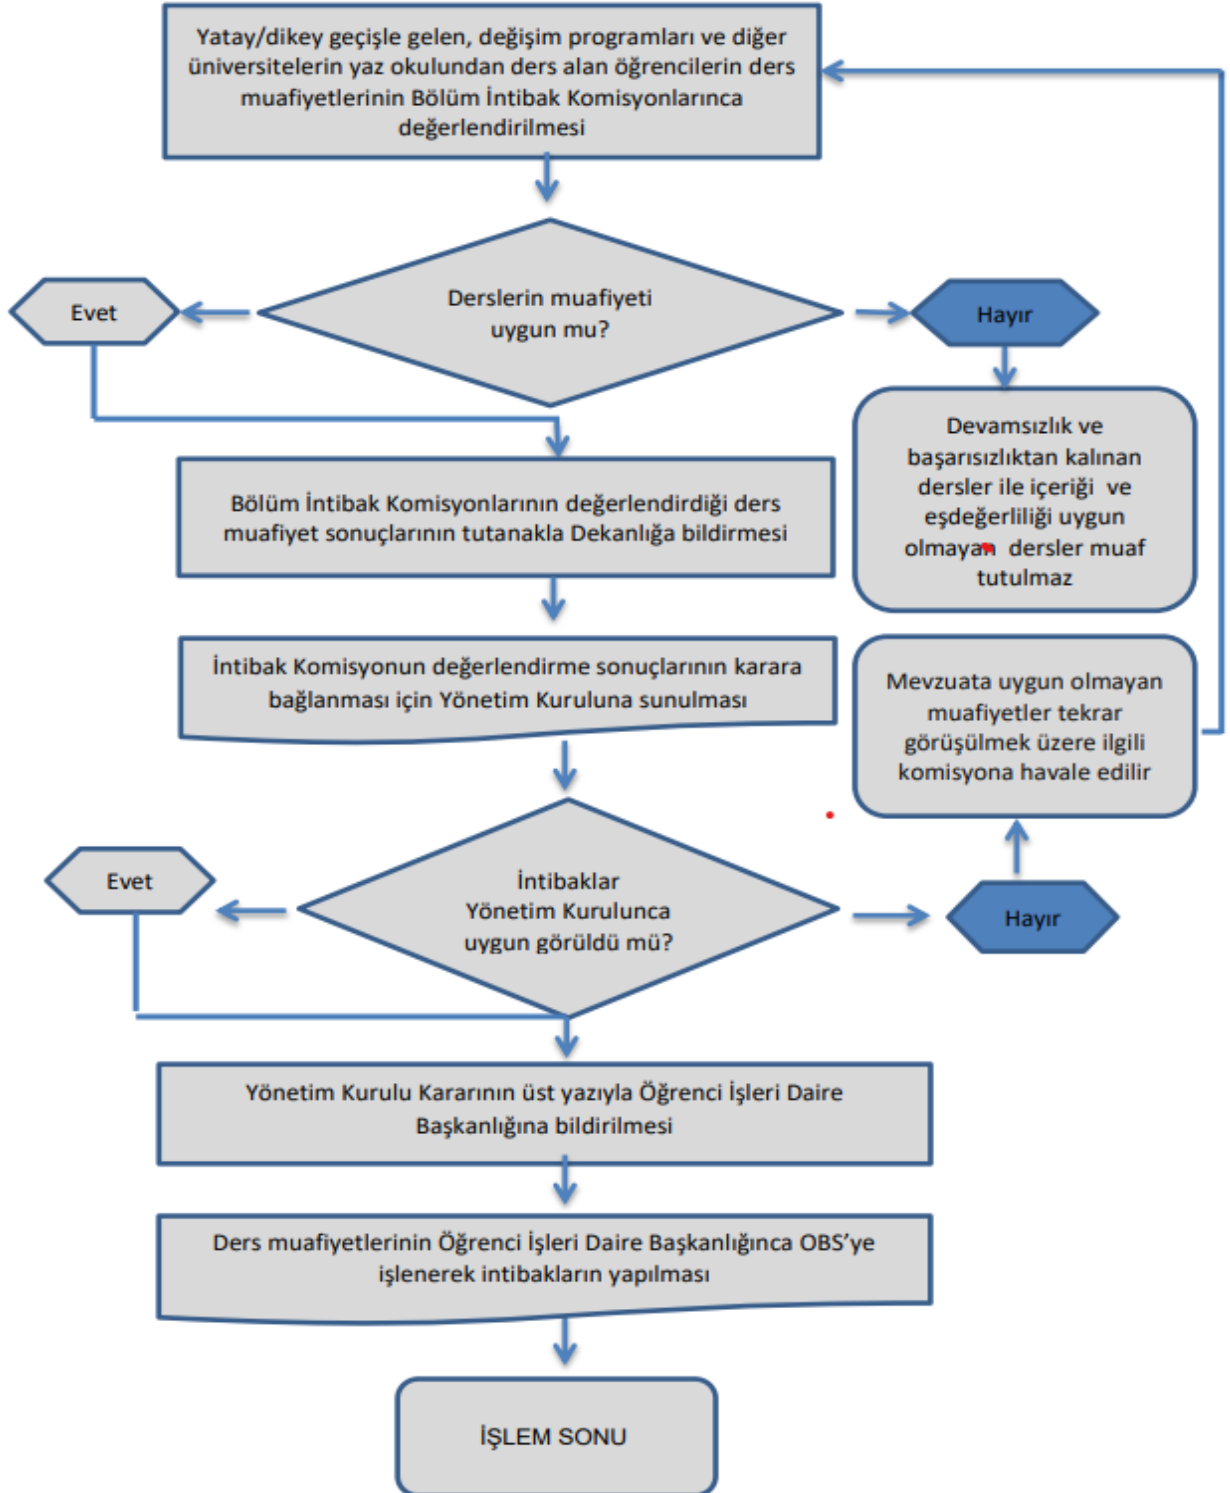 Yatay/dikey geçişle gelen, değişim programları ve diğer
üniversitelerin yaz okulundan ders alan öğrencilerin ders
muafiyetlerinin Bölüm İntibak Komisyonlarınca
değerlendirilmesi
Derslerin muafiyeti
uygun mu?
Evet
Hayır
Devamsızlık ve
başarısızlıktan kalınan
dersler ile içeriği ve
eşdeğerliliği uygun
olmayan dersler muaf
tutulmaz
Bölüm İntibak Komisyonlarının değerlendirdiği ders
muafiyet sonuçlarının tutanakla Dekanlığa bildirmesi
İntibak Komisyonun değerlendirme sonuçlarının karara
bağlanması için Yönetim Kuruluna sunulması
Mevzuata uygun olmayan
muafiyetler tekrar
görüşülmek üzere ilgili
komisyona havale edilir
İntibaklar
Yönetim Kurulunca
uygun görüldü mü?
Evet
Hayır
Yönetim Kurulu Kararının üst yazıyla Öğrenci İşleri Daire
Başkanlığına bildirilmesi
Ders muafiyetlerinin Öğrenci İşleri Daire Başkanlığınca OBS’ye
işlenerek intibakların yapılması
İŞLEM SONU